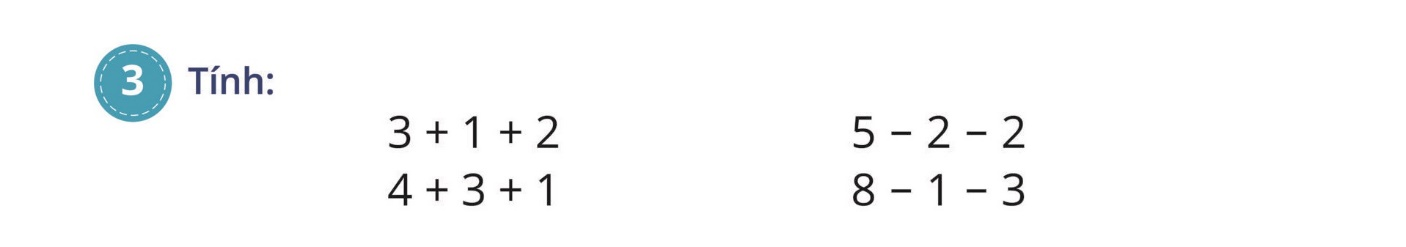 3 Tính:
3 + 1 + 2 5 – 2 – 2
4 + 3 + 1 8 – 1 – 3